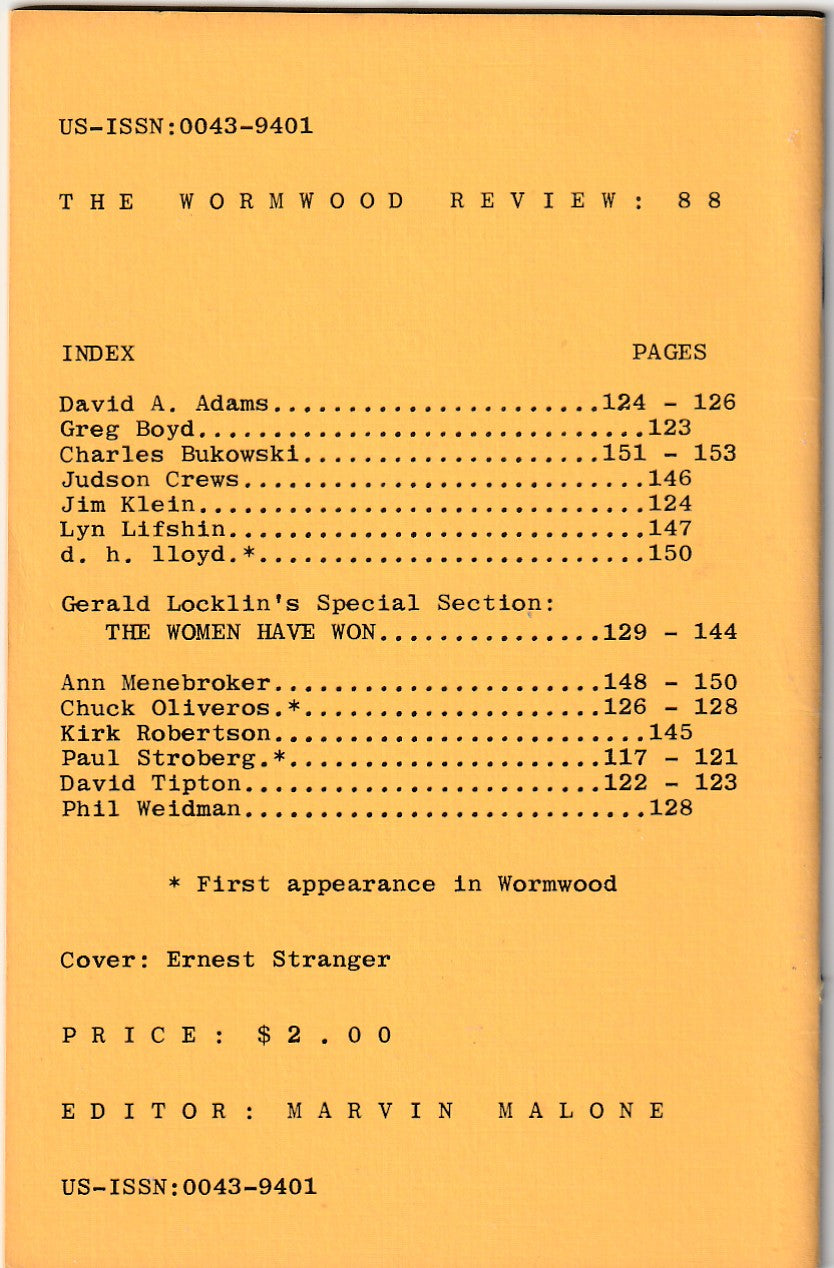 US-ISSN:0043-9401
THE WORMWOOD REVIEW: 88
INDEX PAGES
David A. Adams......................124 - 126
Greg Boyd..............................123
Charles Bukowski....................151 - 153
Judson Crews...........................146
Jim Klein..............................124
Lyn Lifshin............................147
d. h. lloyd.*..........................150
Gerald Locklin's Special Section:
THE WOMEN HAVE WON...............129 - 144
Ann Menebroker......................148 - 150
Chuck Oliveros.*....................126 - 128
Kirk Robertson.........................145
Paul Stroberg.*.....................117 - 121
David Tipton........................122 - 123
Phil Weidman...........................128
* First appearance in Wormwood
Cover: Ernest Stranger
PRICE: $2.00
EDITOR: MARVIN MALONE
US-ISSN:0043-9401